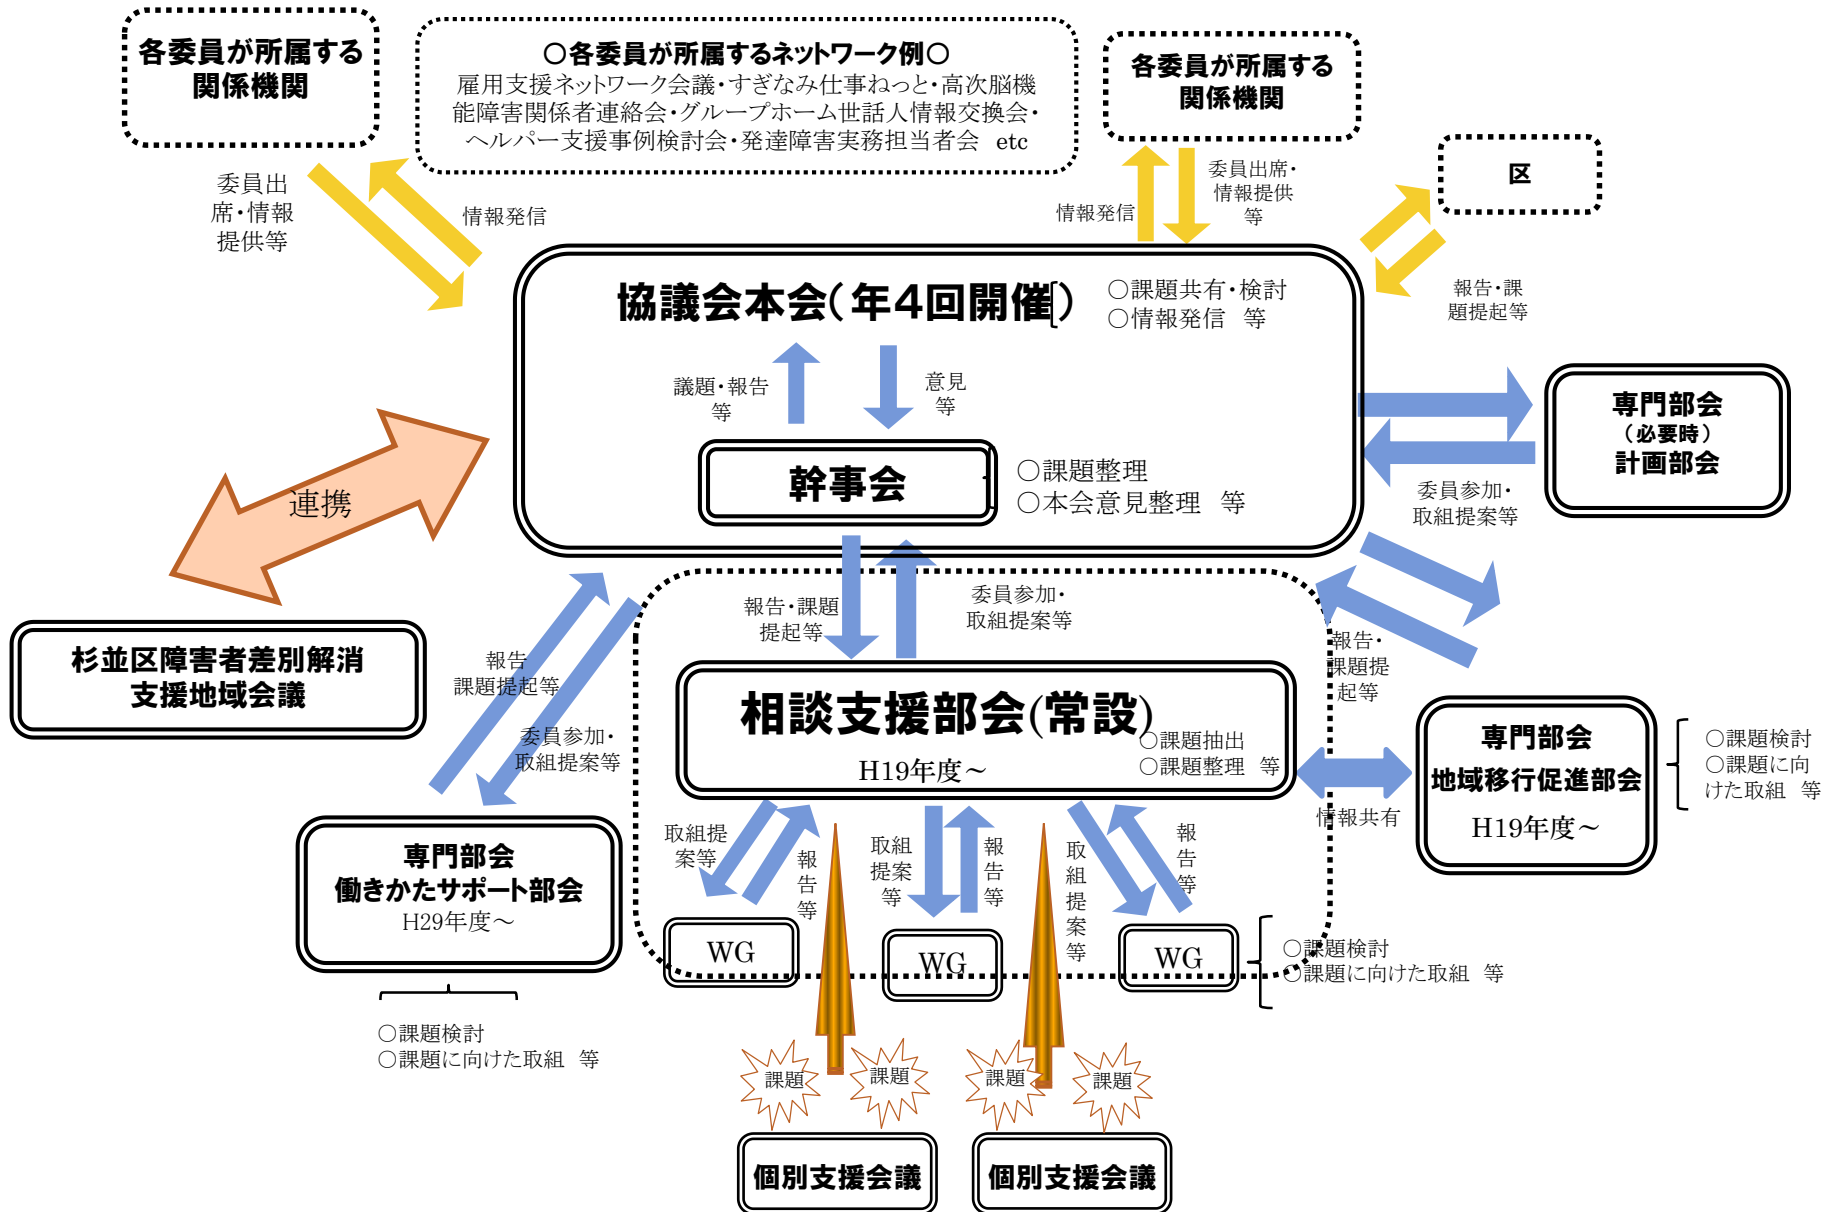 各委員が所属する
関係機関
○各委員が所属するネットワーク例○
雇用支援ネットワーク会議・すぎなみ仕事ねっと・高次脳機
能障害関係者連絡会・グループホーム世話人情報交換会・
ヘルパー支援事例検討会・発達障害実務担当者会 etc
各委員が所属する
関係機関
区
委員出
席・情報
提供等
情報発信
情報発信
委員出席・
情報提供
等
報告・課
題提起等
協議会本会（年４回開催）
○課題共有・検討
○情報発信 等
議題・報告
等
意見
等
幹事会
○課題整理
○本会意見整理 等
専門部会
（必要時）
計画部会
委員参加・
取組提案等
連携
杉並区障害者差別解消
支援地域会議
報告
課題提起等
委員参加・
取組提案等
報告・課題
提起等
委員参加・
取組提案等
報告・
課題提
起等
相談支援部会(常設)
H19年度～
○課題抽出
○課題整理 等
情報共有
専門部会
地域移行促進部会
H19年度～
○課題検討
○課題に向
けた取組 等
専門部会
働きかたサポート部会
H29年度～
○課題検討
○課題に向けた取組 等
取組提
案等
報
告
等
取組
提案
等
報
告
等
取
組
提
案
等
報
告
等
WG
WG
WG
○課題検討
○課題に向けた取組 等
課題
課題
課題
課題
個別支援会議
個別支援会議